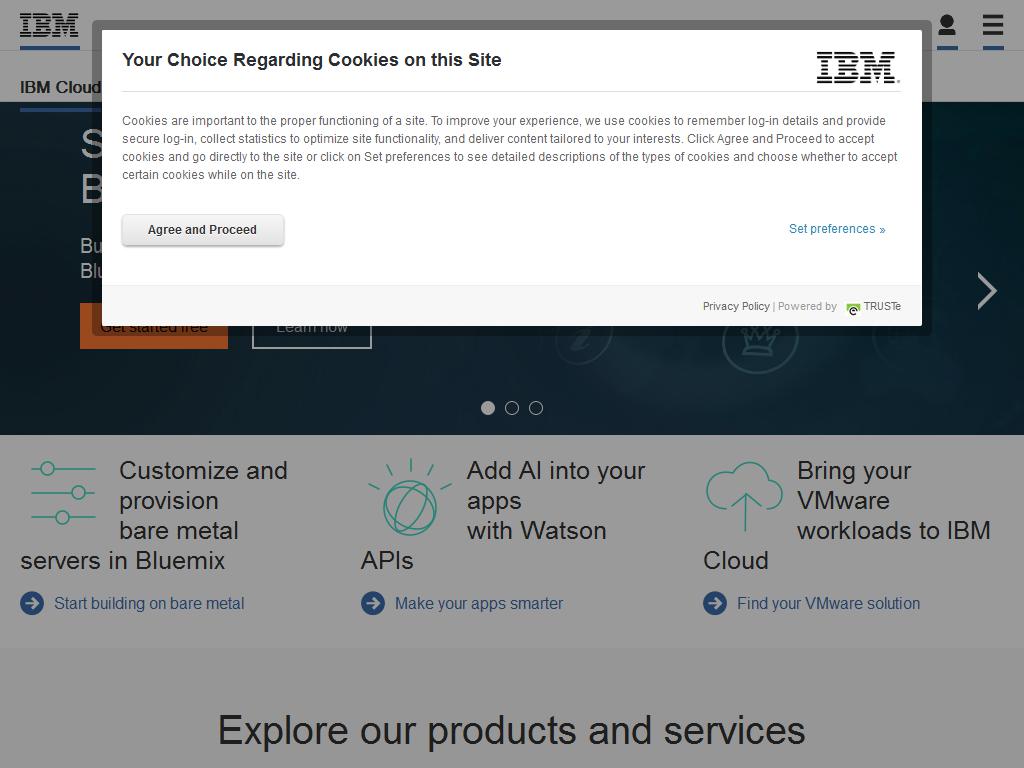 IBM
IBM Cloud
Your Choice Regarding Cookies on this Site
IBM
Cookies are important to the proper functioning of a site. To improve your experience, we use cookies to remember log-in details and provide
secure log-in, collect statistics to optimize site functionality, and deliver content tailored to your interests. Click Agree and Proceed to accept
cookies and go directly to the site or click on Set preferences to see detailed descriptions of the types of cookies and choose whether to accept
certain cookies while on the site.
Agree and Proceed
Set preferences »
Privacy Policy | Powered by TRUSTe
S
B
Bu
Blu
Get started free
Learn how
Customize and
provision
bare metal
servers in Bluemix
Start building on bare metal
Add AI into your
apps
with Watson
APIs
Make your apps smarter
Bring your
VMware
workloads to IBM
Cloud
Find your VMware solution
Explore our products and services